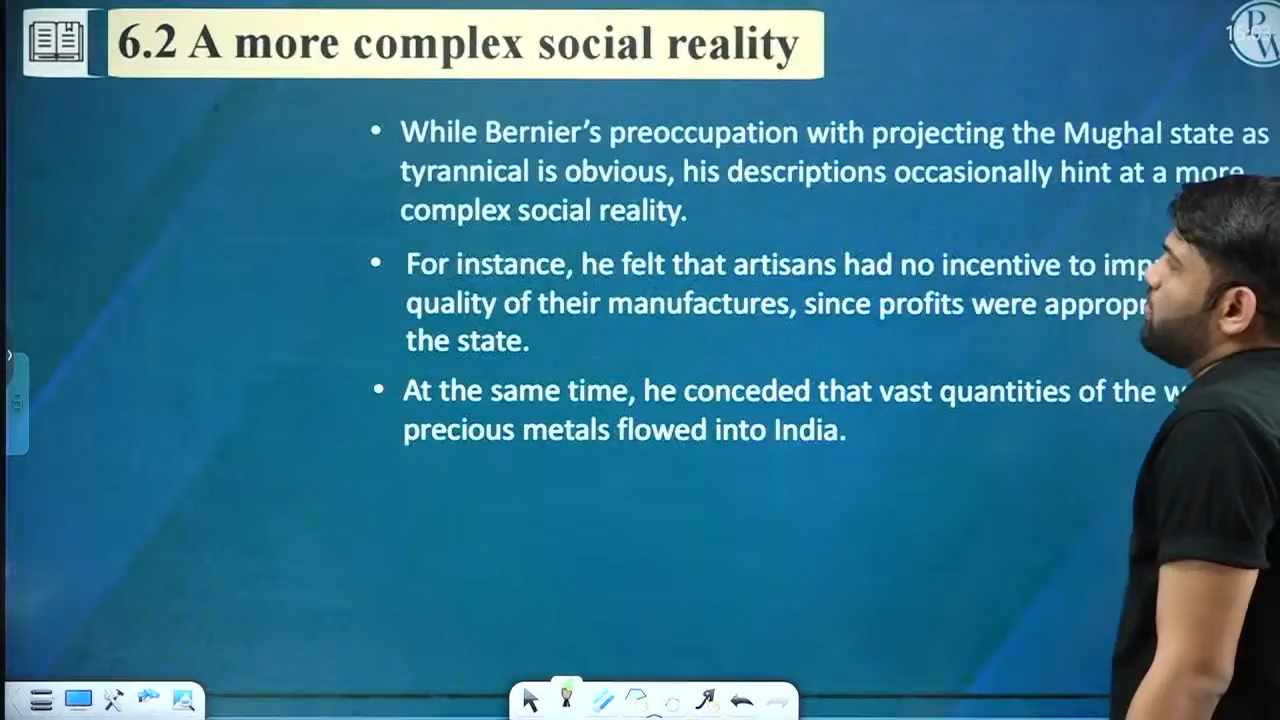 6.2 A more complex social reality
• While Bernier's preoccupation with projecting the Mughal state as
tyrannical is obvious, his descriptions occasionally hint at a more
complex social reality.
• For instance, he felt that artisans had no incentive to
quality of their manufactures, since profits were
the state.
• At the same time, he conceded that vast quantities of the
precious metals flowed into India.
P
W